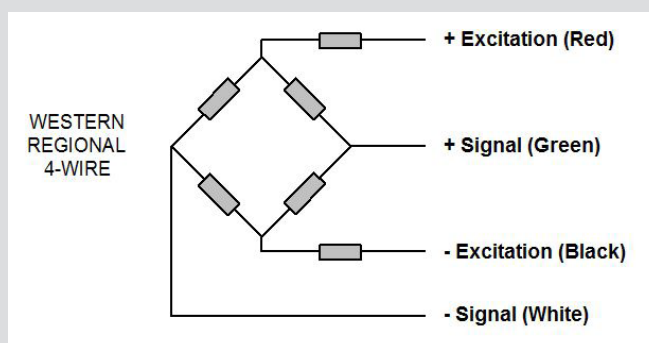 WESTERN
REGIONAL
4-WIRE
+ Excitation (Red)
+ Signal (Green)
- Excitation (Black)
- Signal (White)